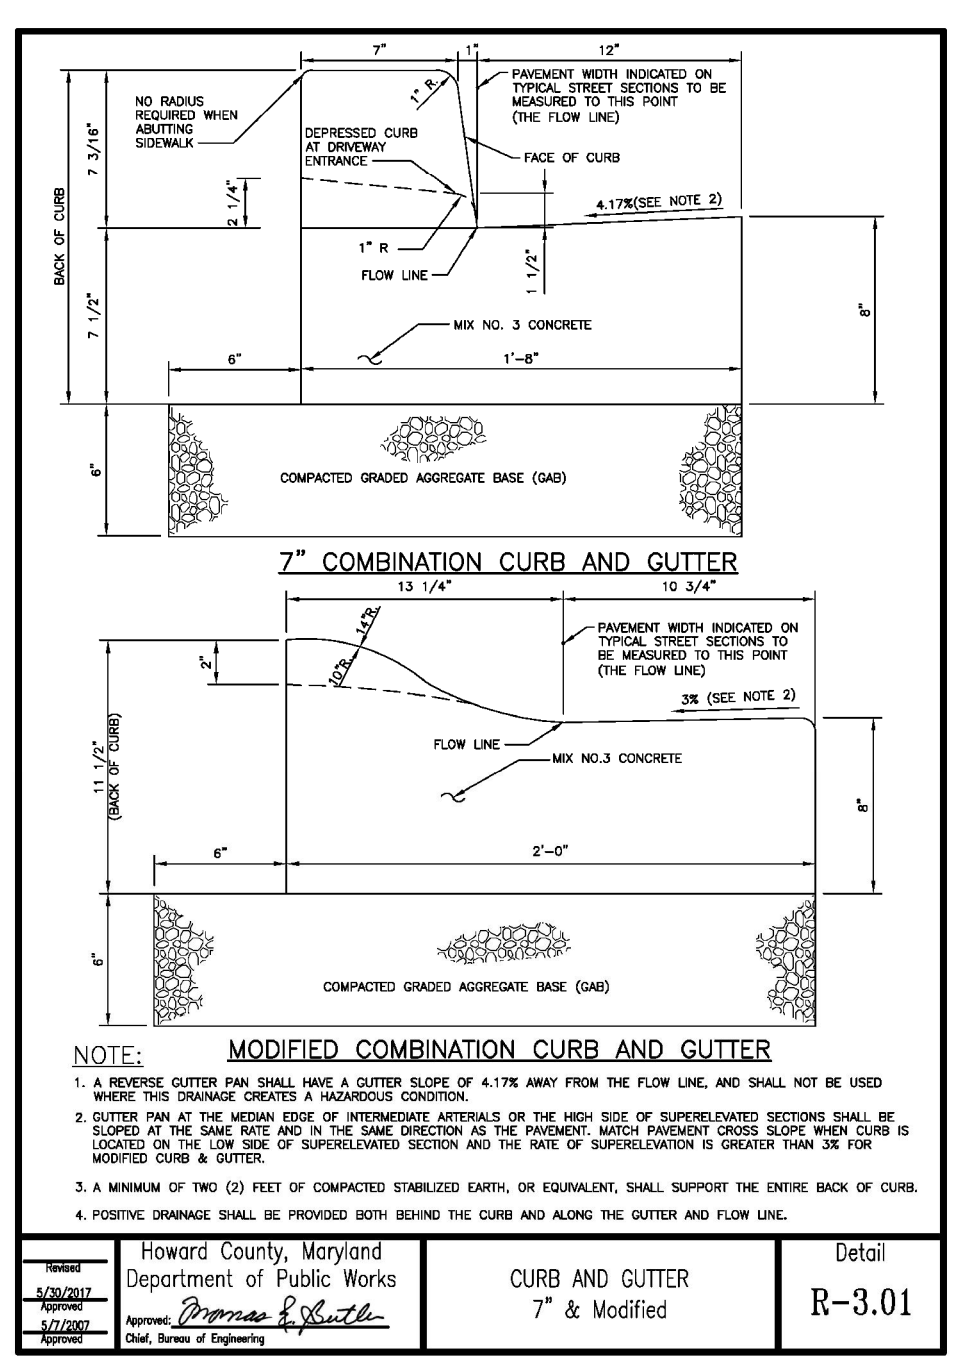 7"
1"
12"
PAVEMENT WIDTH INDICATED ON
TYPICAL STREET SECTIONS TO BE
MEASURED TO THIS POINT
(THE FLOW LINE)
NO RADIUS
REQUIRED WHEN
ABUTTING
SIDEWALK
1" R.
DEPRESSED CURB
AT DRIVEWAY
ENTRANCE
FACE OF CURB
7 3/16"
2 1/4"
4.17%(SEE NOTE 2)
BACK OF CURB
1" R
FLOW LINE
1 1/2"
7 1/2"
8"
MIX NO. 3 CONCRETE
6"
1'-8"
6"
COMPACTED GRADED AGGREGATE BASE (GAB)
7" COMBINATION CURB AND GUTTER
13 1/4"
10 3/4"
14"R.
10"R.
PAVEMENT WIDTH INDICATED ON
TYPICAL STREET SECTIONS TO
BE MEASURED TO THIS POINT
(THE FLOW LINE)
2"
3% (SEE NOTE 2)
FLOW LINE
MIX NO.3 CONCRETE
11 1/2"
(BACK OF CURB)
8"
6"
2'-0"
6"
COMPACTED GRADED AGGREGATE BASE (GAB)
MODIFIED COMBINATION CURB AND GUTTER
NOTE:
1. A REVERSE GUTTER PAN SHALL HAVE A GUTTER SLOPE OF 4.17% AWAY FROM THE FLOW LINE, AND SHALL NOT BE USED
WHERE THIS DRAINAGE CREATES A HAZARDOUS CONDITION.
2. GUTTER PAN AT THE MEDIAN EDGE OF INTERMEDIATE ARTERIALS OR THE HIGH SIDE OF SUPERELEVATED SECTIONS SHALL BE
SLOPED AT THE SAME RATE AND IN THE SAME DIRECTION AS THE PAVEMENT. MATCH PAVEMENT CROSS SLOPE WHEN CURB IS
LOCATED ON THE LOW SIDE OF SUPERELEVATED SECTION AND THE RATE OF SUPERELEVATION IS GREATER THAN 3% FOR
MODIFIED CURB & GUTTER.
3. A MINIMUM OF TWO (2) FEET OF COMPACTED STABILIZED EARTH, OR EQUIVALENT, SHALL SUPPORT THE ENTIRE BACK OF CURB.
4. POSITIVE DRAINAGE SHALL BE PROVIDED BOTH BEHIND THE CURB AND ALONG THE GUTTER AND FLOW LINE.
Revised
5/30/2017
Approved
5/7/2007
Approved
Howard County, Maryland
Department of Public Works
Approved: Thomas E. Butler
Chief, Bureau of Engineering
CURB AND GUTTER
7" & Modified
Detail
R-3.01